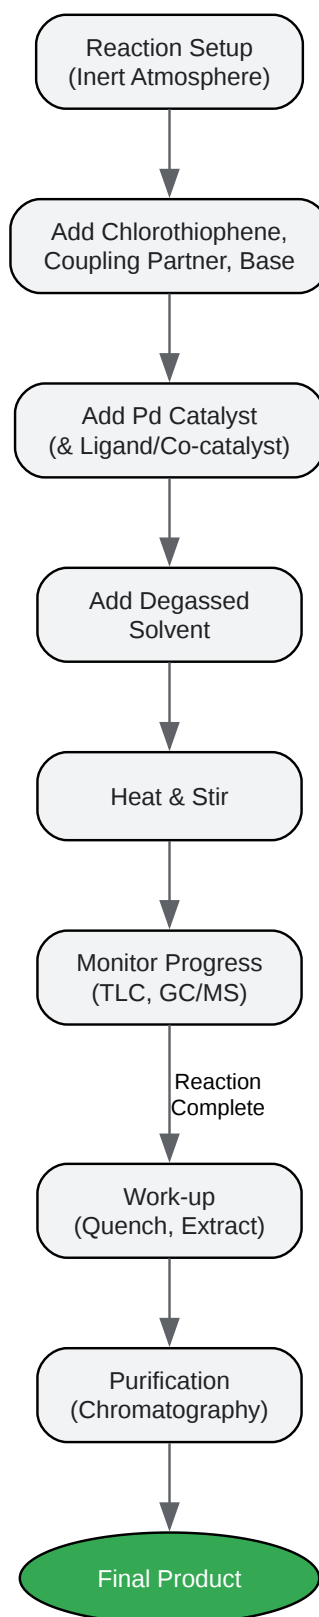 Reaction Setup
(Inert Atmosphere)
Add Chlorothiophene,
Coupling Partner, Base
Add Pd Catalyst
(& Ligand/Co-catalyst)
Add Degassed
Solvent
Heat & Stir
Monitor Progress
(TLC, GC/MS)
Reaction
Complete
Work-up
(Quench, Extract)
Purification
(Chromatography)
Final Product